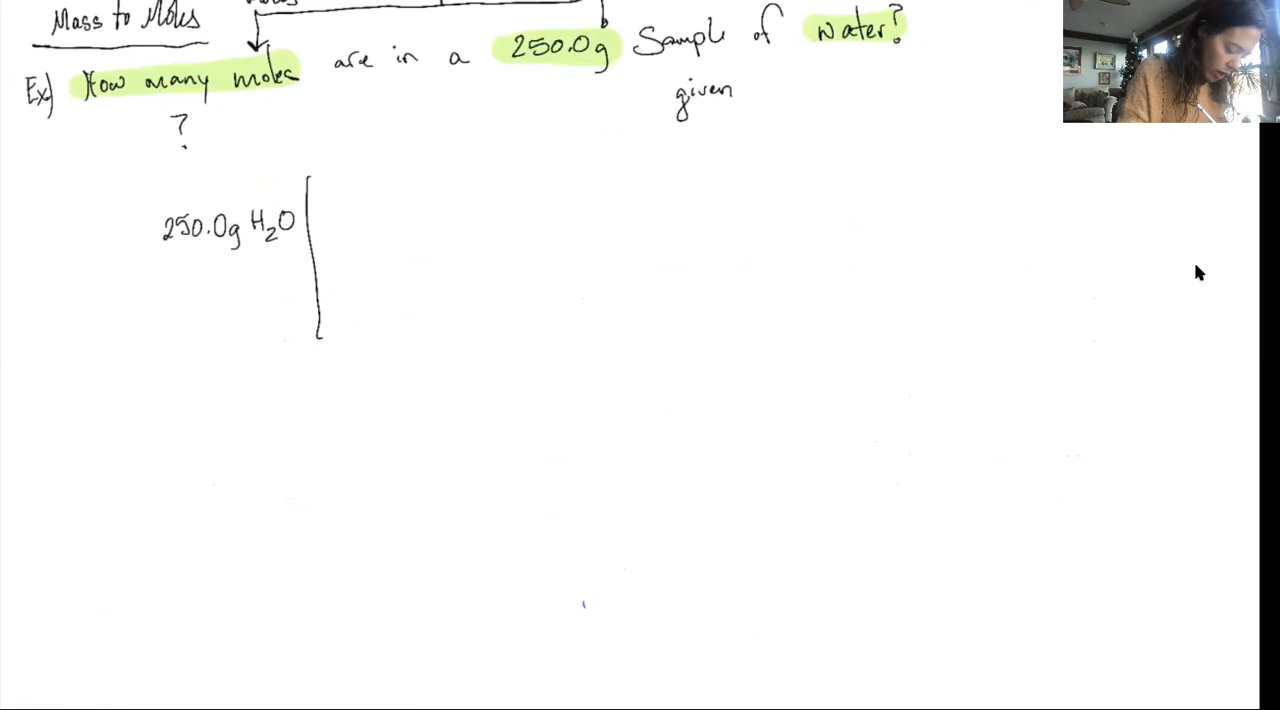 Mass to Moles
Ex) How many moles are in a 250.0g Sample of water?
? given
250.0g H₂O